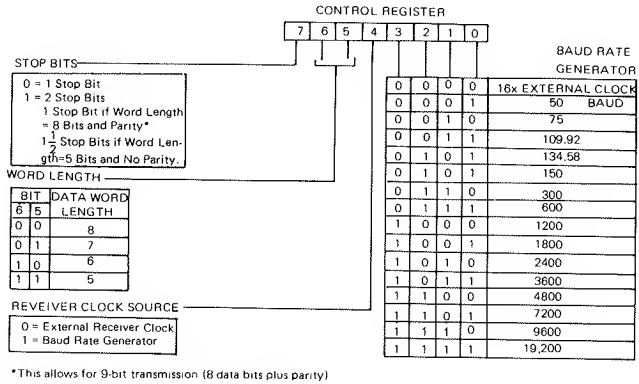 CONTROL REGISTER
7 6 5 4 3 2 1 0
STOP BITS
0 = 1 Stop Bit
1 = 2 Stop Bits
1 Stop Bit if Word Length
= 8 Bits and Parity*
1 1/2 Stop Bits if Word Len-
gth=5 Bits and No Parity.
WORD LENGTH
BIT DATA WORD
6 5 LENGTH
0 0 8
0 1 7
1 0 6
1 1 5
REVEIVER CLOCK SOURCE
0 = External Receiver Clock
1 = Baud Rate Generator
BAUD RATE
GENERATOR
0 0 0 0 16x EXTERNAL CLOCK
0 0 0 1 50 BAUD
0 0 1 0 75
0 0 1 1 109.92
0 1 0 1 134.58
0 1 0 1 150
0 1 1 0 300
0 1 1 1 600
1 0 0 0 1200
1 0 0 1 1800
1 0 1 0 2400
1 0 1 1 3600
1 1 0 0 4800
1 1 0 1 7200
1 1 1 0 9600
1 1 1 1 19,200
*This allows for 9-bit transmission (8 data bits plus parity)